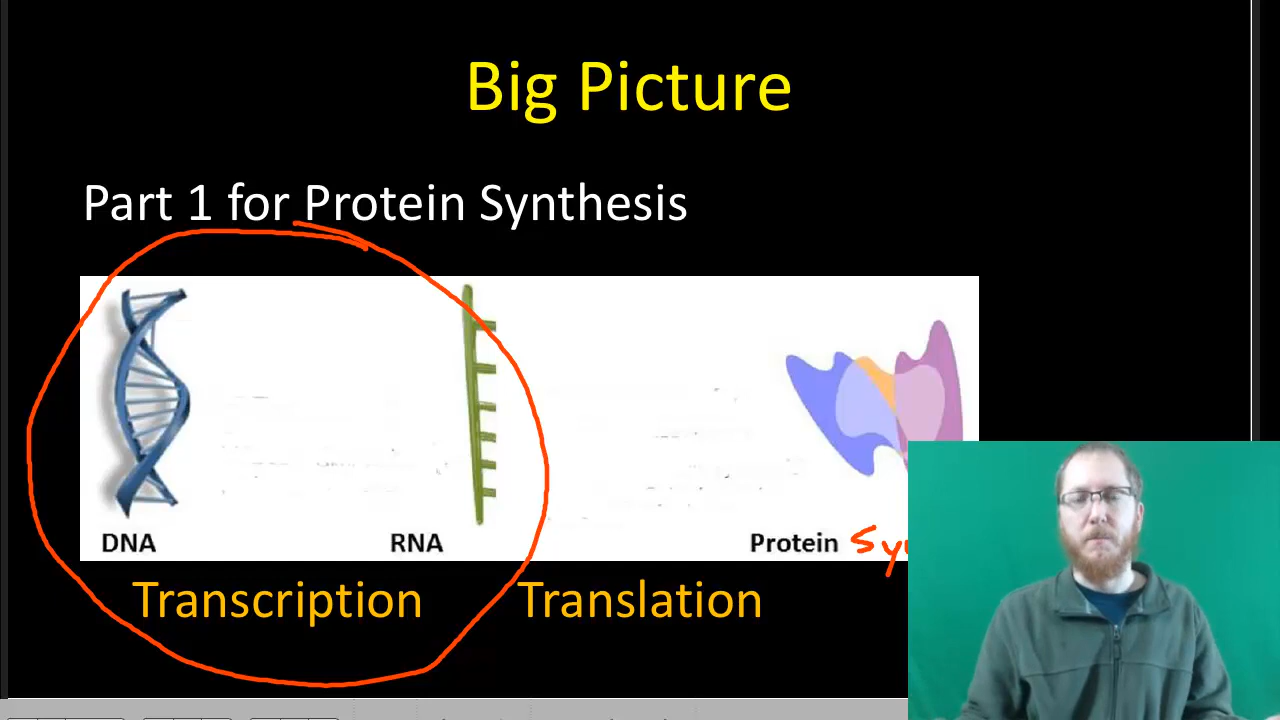 Big Picture
Part 1 for Protein Synthesis
DNA
RNA
Protein
Transcription
Translation